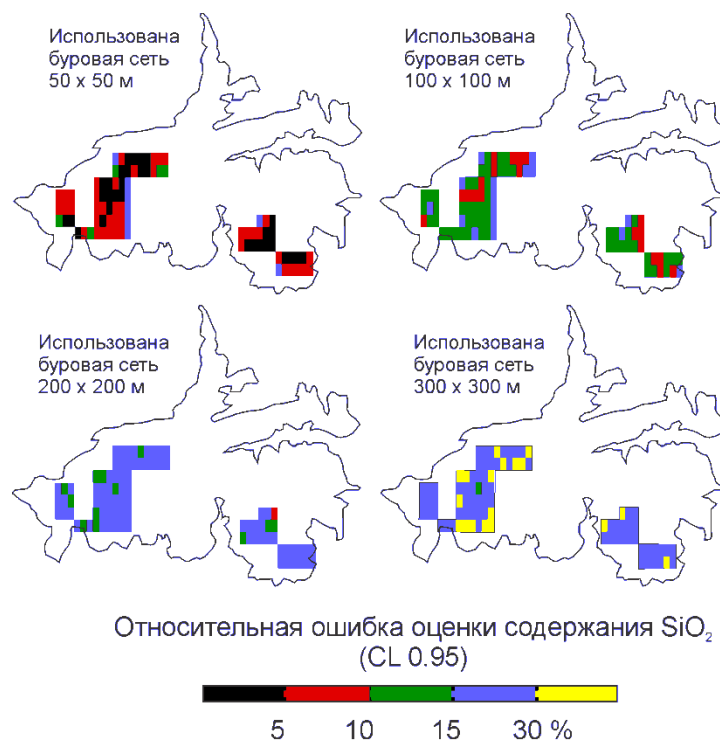 Использована
буровая сеть
50 x 50 м
Использована
буровая сеть
100 x 100 м
Использована
буровая сеть
200 x 200 м
Использована
буровая сеть
300 x 300 м
Относительная ошибка оценки содержания SiO₂
(CL 0.95)
5 10 15 30 %